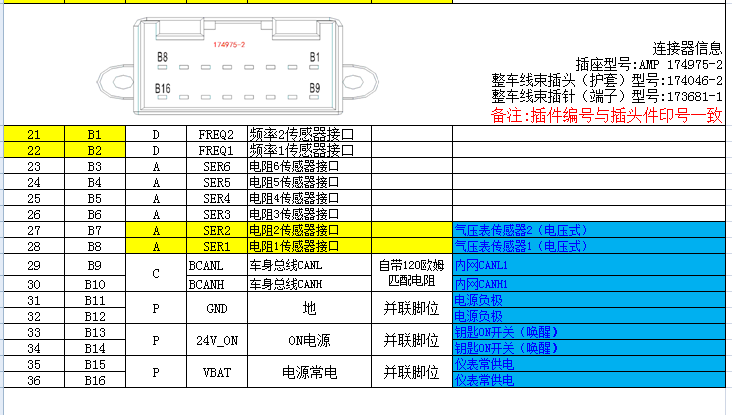 174975-2
B8 B1
B16 B9
连接器信息
插座型号:AMP 174975-2
整车线束插头（护套）型号:174046-2
整车线束插针（端子）型号:173681-1
备注:插件编号与插头件印号一致
21 B1 D FREQ2 频率2传感器接口
22 B2 D FREQ1 频率1传感器接口
23 B3 A SER6 电阻6传感器接口
24 B4 A SER5 电阻5传感器接口
25 B5 A SER4 电阻4传感器接口
26 B6 A SER3 电阻3传感器接口
27 B7 A SER2 电阻2传感器接口 气压表传感器2（电压式）
28 B8 A SER1 电阻1传感器接口 气压表传感器1（电压式）
29 B9 C BCANL 车身总线CANL 自带120欧姆 内网CANL1
30 B10 BCANH 车身总线CANH 匹配电阻 内网CANH1
31 B11 P GND 地 并联脚位 电源负极
32 B12 电源负极
33 B13 P 24V_ON ON电源 并联脚位 钥匙ON开关（唤醒）
34 B14 钥匙ON开关（唤醒）
35 B15 P VBAT 电源常电 并联脚位 仪表常供电
36 B16 仪表常供电